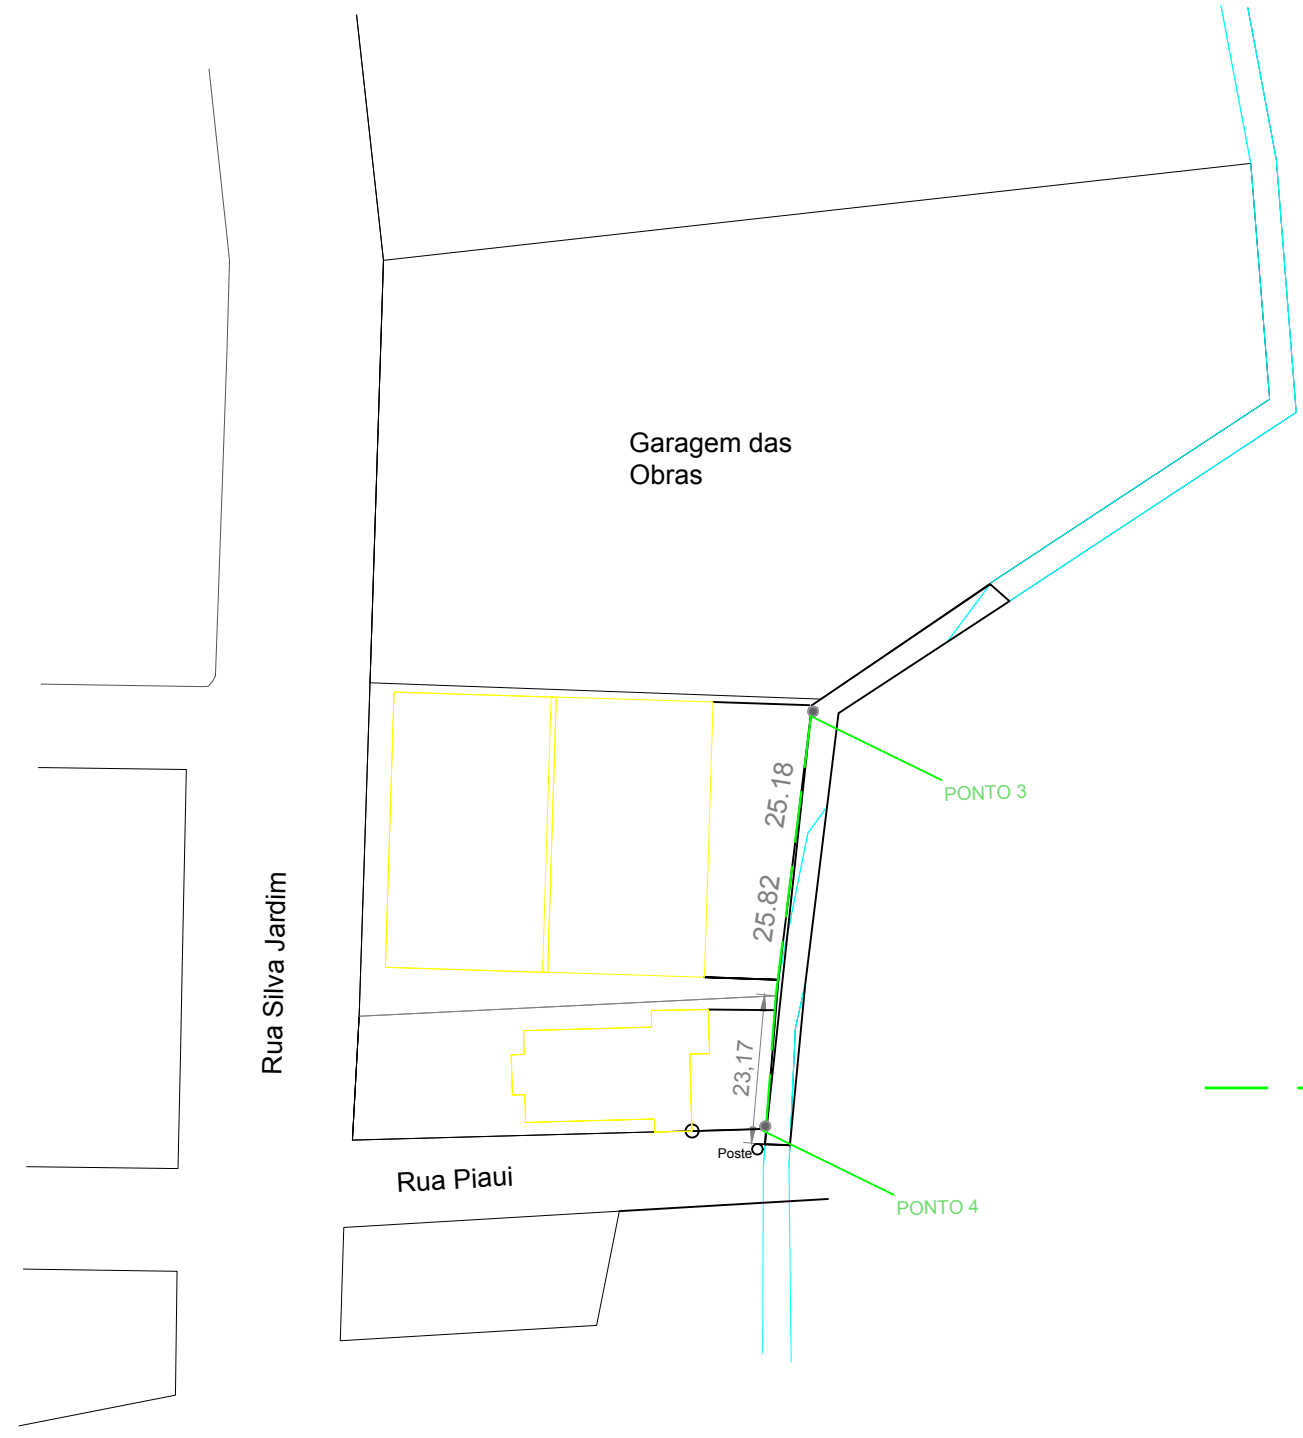 Garagem das
Obras
25.18
PONTO 3
25.82
Rua Silva Jardim
23,17
Poste
Rua Piaui
PONTO 4